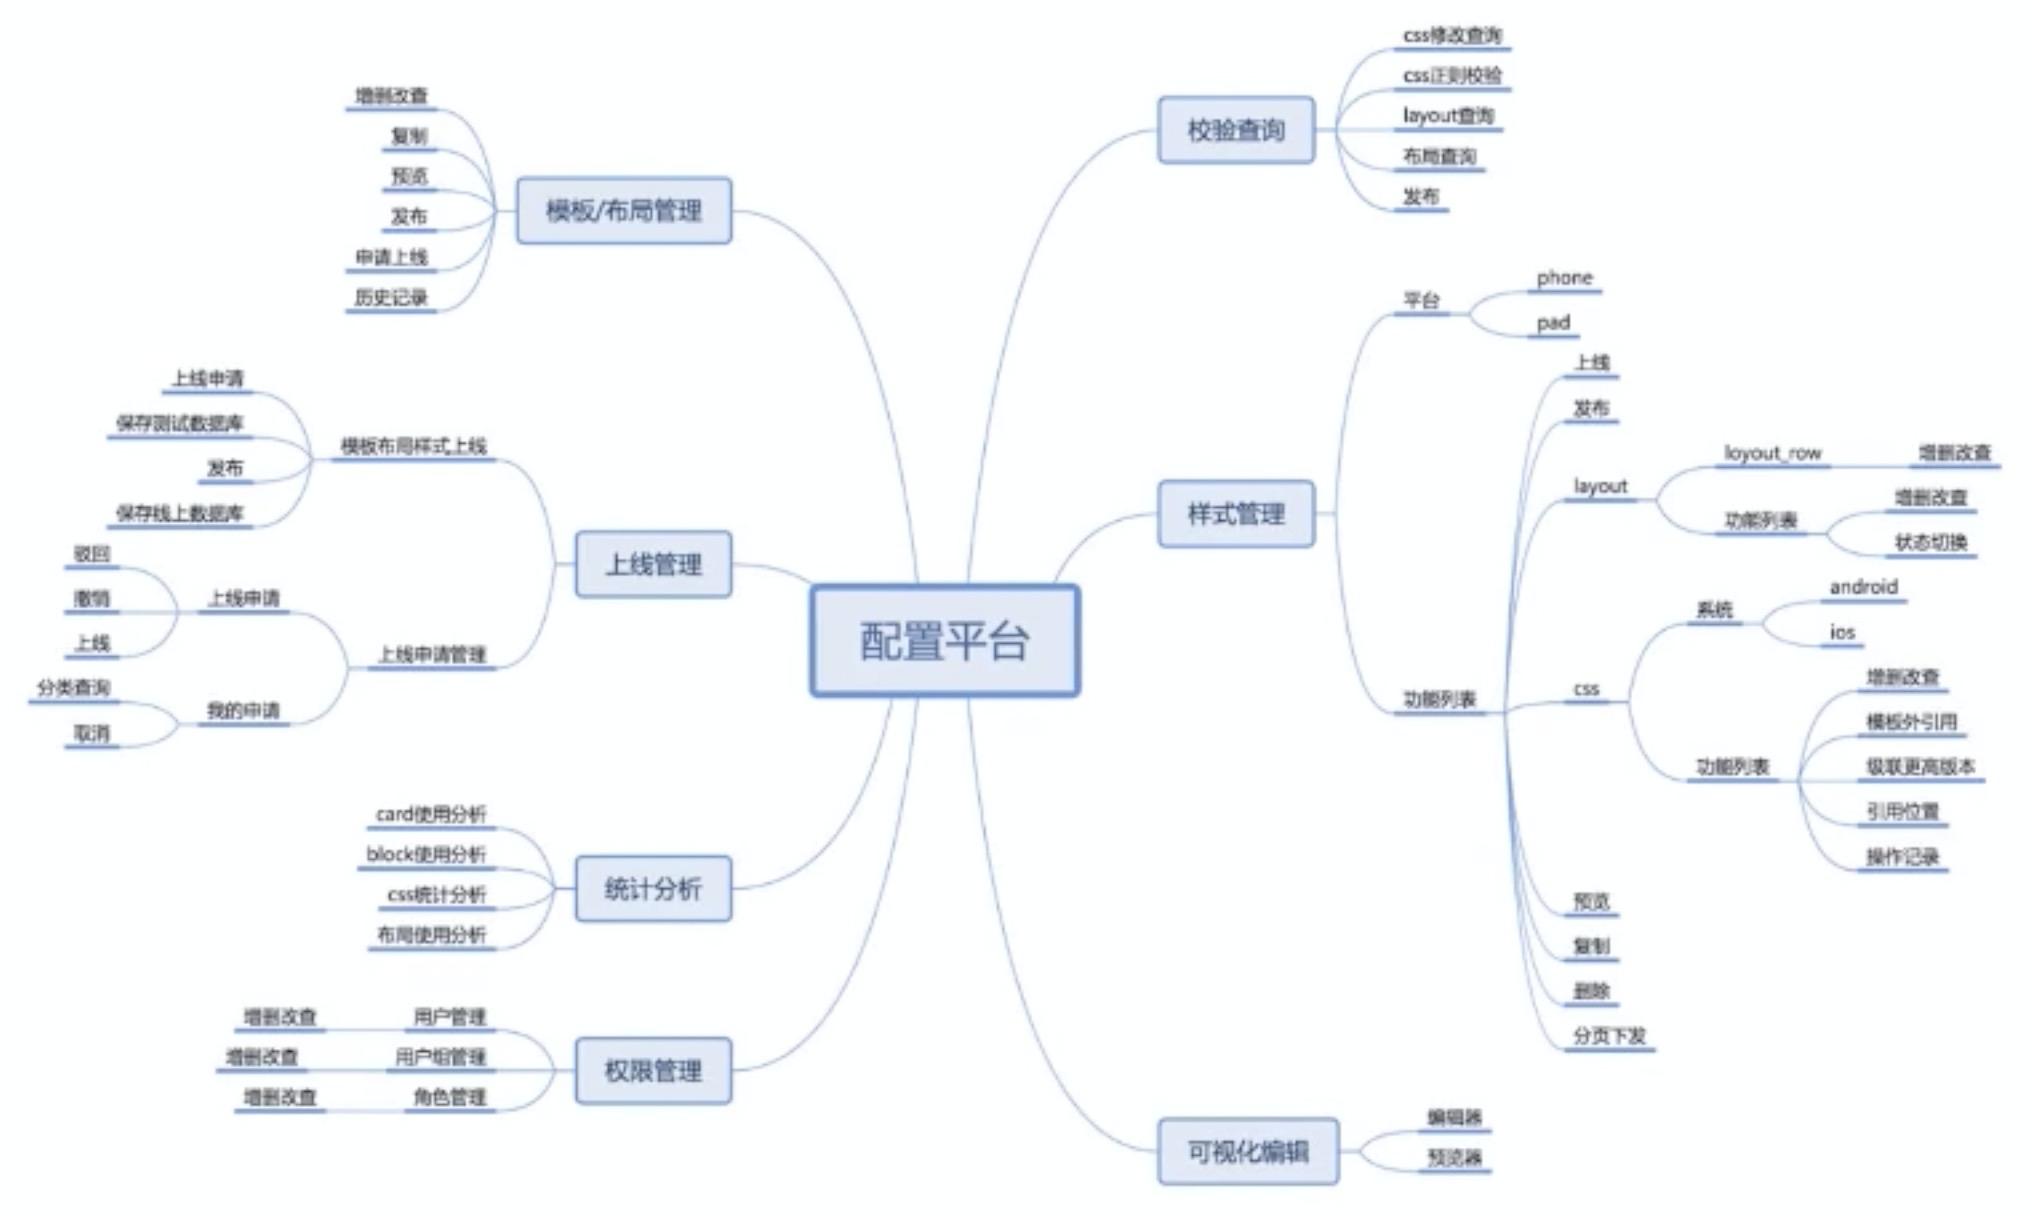 配置平台
校验查询
css修改查询
css正则校验
layout查询
布局查询
发布
样式管理
平台
phone
pad
功能列表
上线
发布
layout
loyout_row
增删改查
功能列表
增删改查
状态切换
css
系统
android
ios
功能列表
增删改查
模板外引用
级联更高版本
引用位置
操作记录
预览
复制
删除
分页下发
可视化编辑
编辑器
预览器
模板/布局管理
增删改查
复制
预览
发布
申请上线
历史记录
上线管理
模板布局样式上线
上线申请
保存测试数据库
发布
保存线上数据库
上线申请管理
上线申请
驳回
撤销
上线
我的申请
分类查询
取消
统计分析
card使用分析
block使用分析
css统计分析
布局使用分析
权限管理
用户管理
增删改查
用户组管理
增删改查
角色管理
增删改查